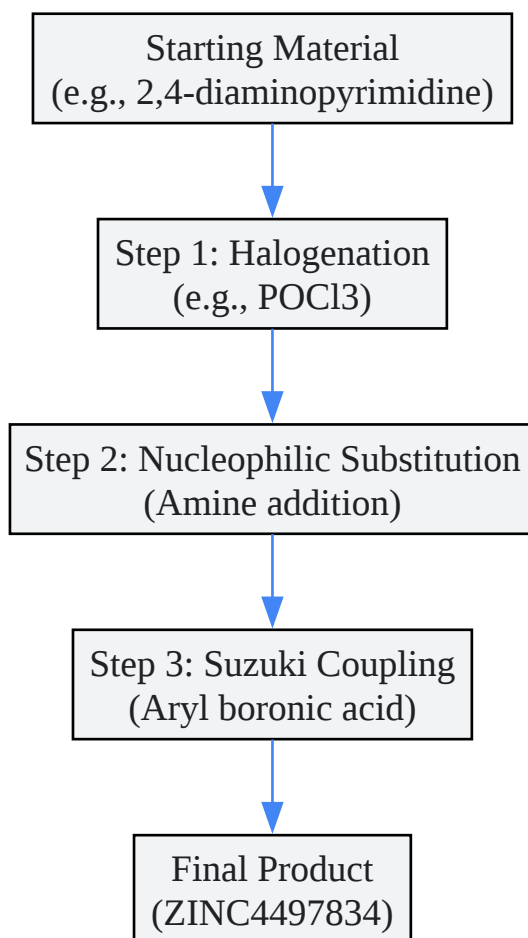 Starting Material
(e.g., 2,4-diaminopyrimidine)
Step 1: Halogenation
(e.g., POCl3)
Step 2: Nucleophilic Substitution
(Amine addition)
Step 3: Suzuki Coupling
(Aryl boronic acid)
Final Product
(ZINC4497834)